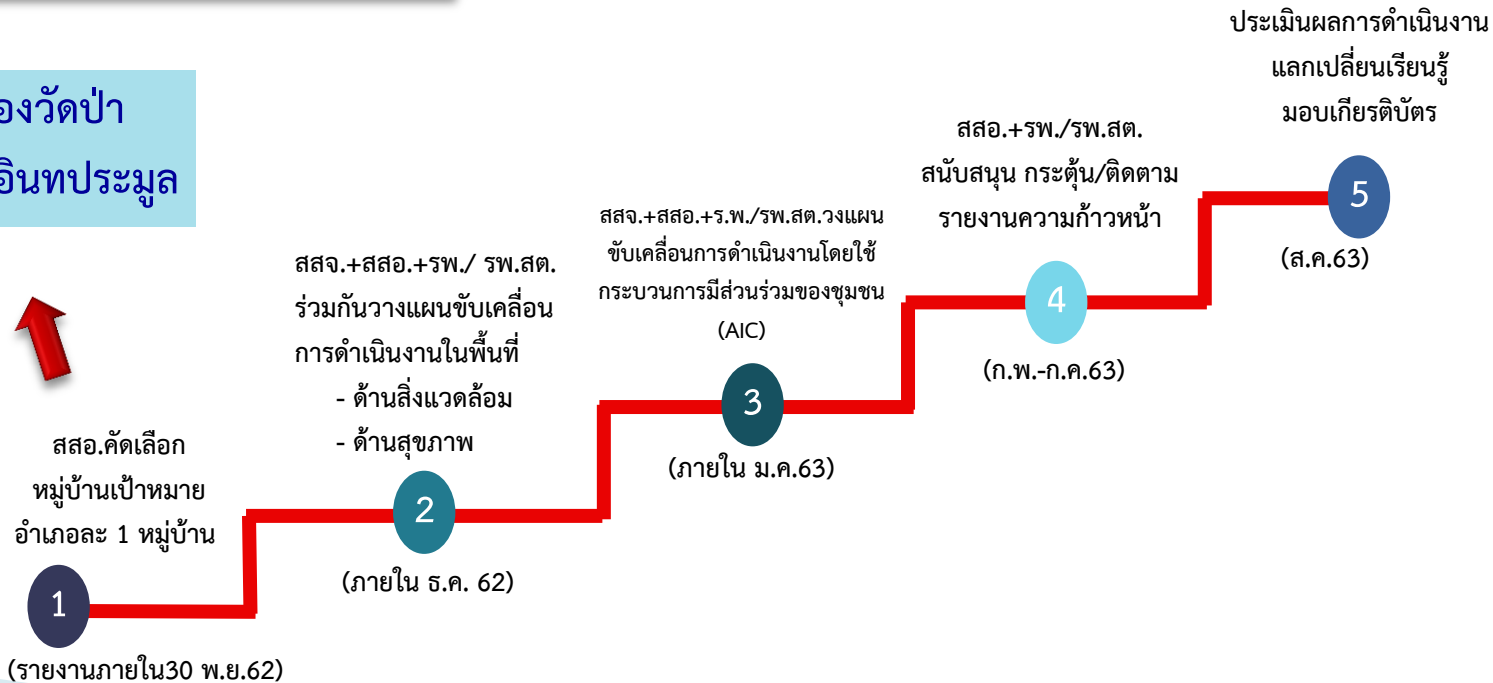 องวัดป่า
อินทประมูล
สสอ.คัดเลือก
หมู่บ้านเป้าหมาย
อำเภอละ 1 หมู่บ้าน
1
(รายงานภายใน30 พ.ย.62)
สสจ.+สสอ.+รพ./ รพ.สต.
ร่วมกันวางแผนขับเคลื่อน
การดำเนินงานในพื้นที่
- ด้านสิ่งแวดล้อม
- ด้านสุขภาพ
2
(ภายใน ธ.ค. 62)
สสจ.+สสอ.+ร.พ./รพ.สต.วงแผน
ขับเคลื่อนการดำเนินงานโดยใช้
กระบวนการมีส่วนร่วมของชุมชน
(AIC)
3
(ภายใน ม.ค.63)
สสอ.+รพ./รพ.สต.
สนับสนุน กระตุ้น/ติดตาม
รายงานความก้าวหน้า
4
(ก.พ.-ก.ค.63)
ประเมินผลการดำเนินงาน
แลกเปลี่ยนเรียนรู้
มอบเกียรติบัตร
5
(ส.ค.63)